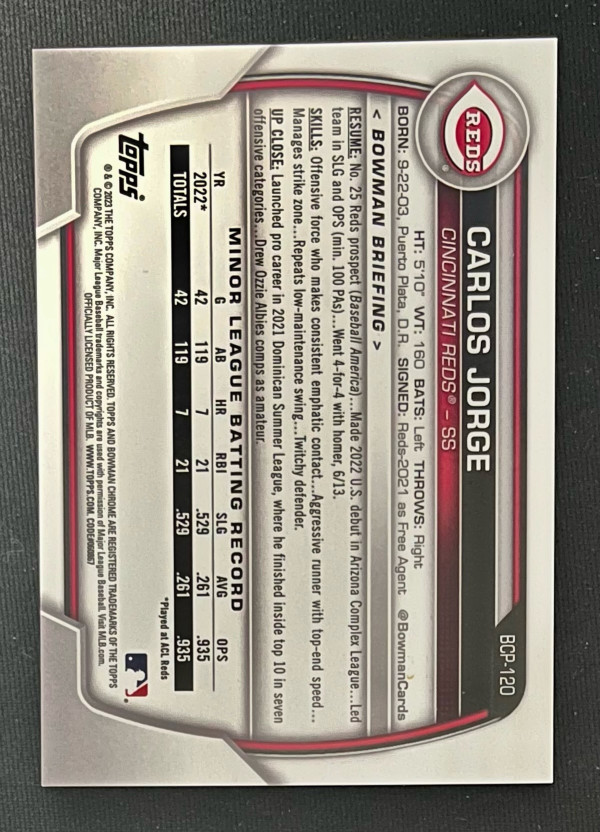 BCP-120
REDS
CARLOS JORGE
CINCINNATI REDS® – SS
HT: 5'10" WT: 160 BATS: Left THROWS: Right
BORN: 9-22-03, Puerto Plata, D.R. SIGNED: Reds-2021 as Free Agent @BowmanCards
< BOWMAN BRIEFING >
RESUME: No. 25 Reds prospect (Baseball America)...Made 2022 U.S. debut in Arizona Complex League...Led
team in SLG and OPS (min. 100 PAs)...Went 4-for-4 with homer, 6/13.
SKILLS: Offensive force who makes consistent emphatic contact...Aggressive runner with top-end speed...
Manages strike zone...Repeats low-maintenance swing...Twitchy defender.
UP CLOSE: Launched pro career in 2021 Dominican Summer League, where he finished inside top 10 in seven
offensive categories...Drew Ozzie Albies comps as amateur.
MINOR LEAGUE BATTING RECORD
YR G AB HR RBI SLG AVG OPS
2022* 42 119 7 21 .529 .261 .935
TOTALS 42 119 7 21 .529 .261 .935
*Played at ACL Reds
Topps
® & © 2023 THE TOPPS COMPANY, INC. ALL RIGHTS RESERVED. TOPPS AND BOWMAN CHROME ARE REGISTERED TRADEMARKS OF THE TOPPS
COMPANY, INC. Major League Baseball trademarks and copyrights are used with permission of Major League Baseball. Visit MLB.com.
OFFICIALLY LICENSED PRODUCT OF MLB. WWW.TOPPS.COM. CODE#